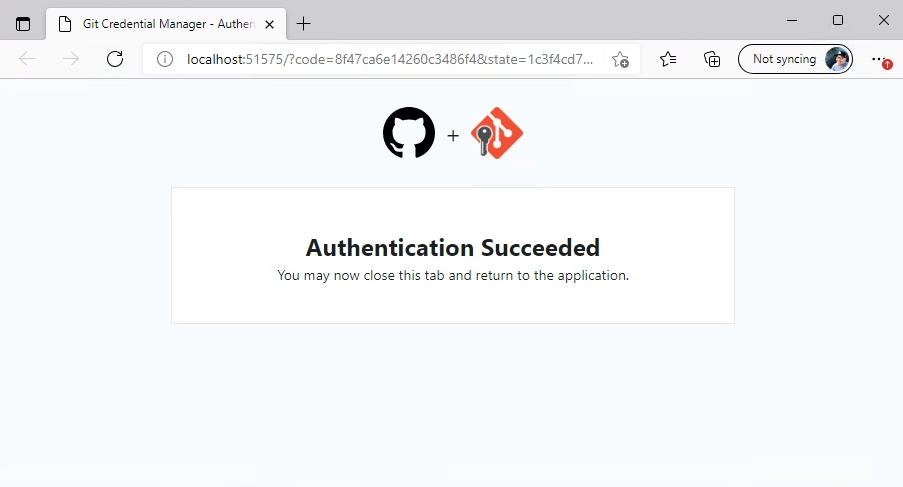 Git Credential Manager - Authen
localhost:51575/?code=8f47ca6e14260c3486f4&state=1c3f4cd7...
Not syncing
+
Authentication Succeeded
You may now close this tab and return to the application.